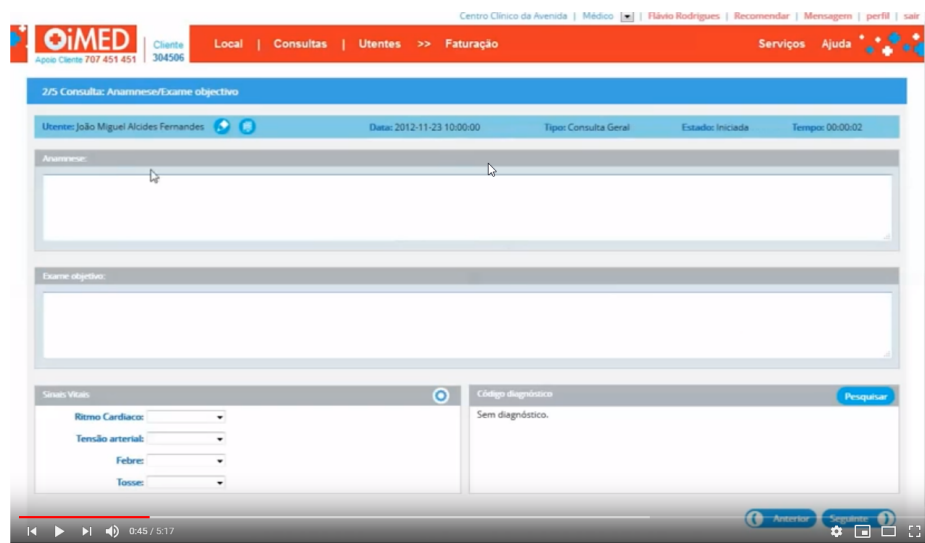 Centro Clínico da Avenida | Médico | Flávio Rodrigues | Recomendar | Mensagem | perfil | sair
OiMED
Apoio Cliente 707 451 451
Cliente
304506
Local | Consultas | Utentes >> Faturação
Serviços Ajuda
2/5 Consulta: Anamnese/Exame objectivo
Utente: João Miguel Alcides Fernandes Data: 2012-11-23 10:00:00 Tipo: Consulta Geral Estado: Iniciada Tempo: 00:00:02
Anamnese:
Exame objetivo:
Sinais Vitais
Ritmo Cardiaco:
Tensão arterial:
Febre:
Tosse:
Código diagnóstico
Pesquisar
Sem diagnóstico.
Anterior Seguinte
0:45 / 5:17